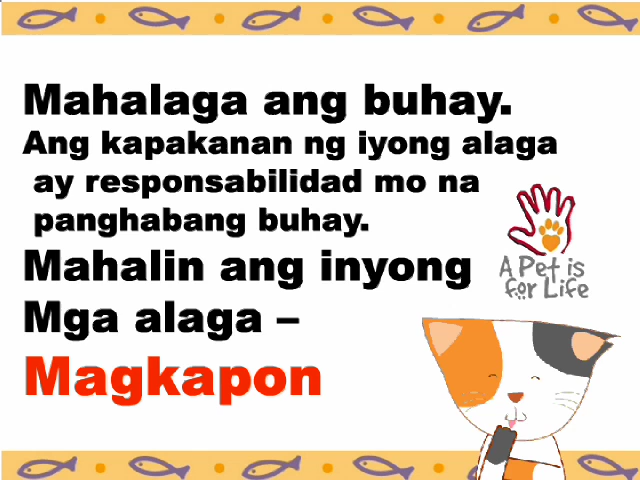 Mahalaga ang buhay.
Ang kapakanan ng iyong alaga
ay responsabilidad mo na
panghabang buhay.
Mahalin ang inyong
Mga alaga –
Magkapon
A Pet is
for Life